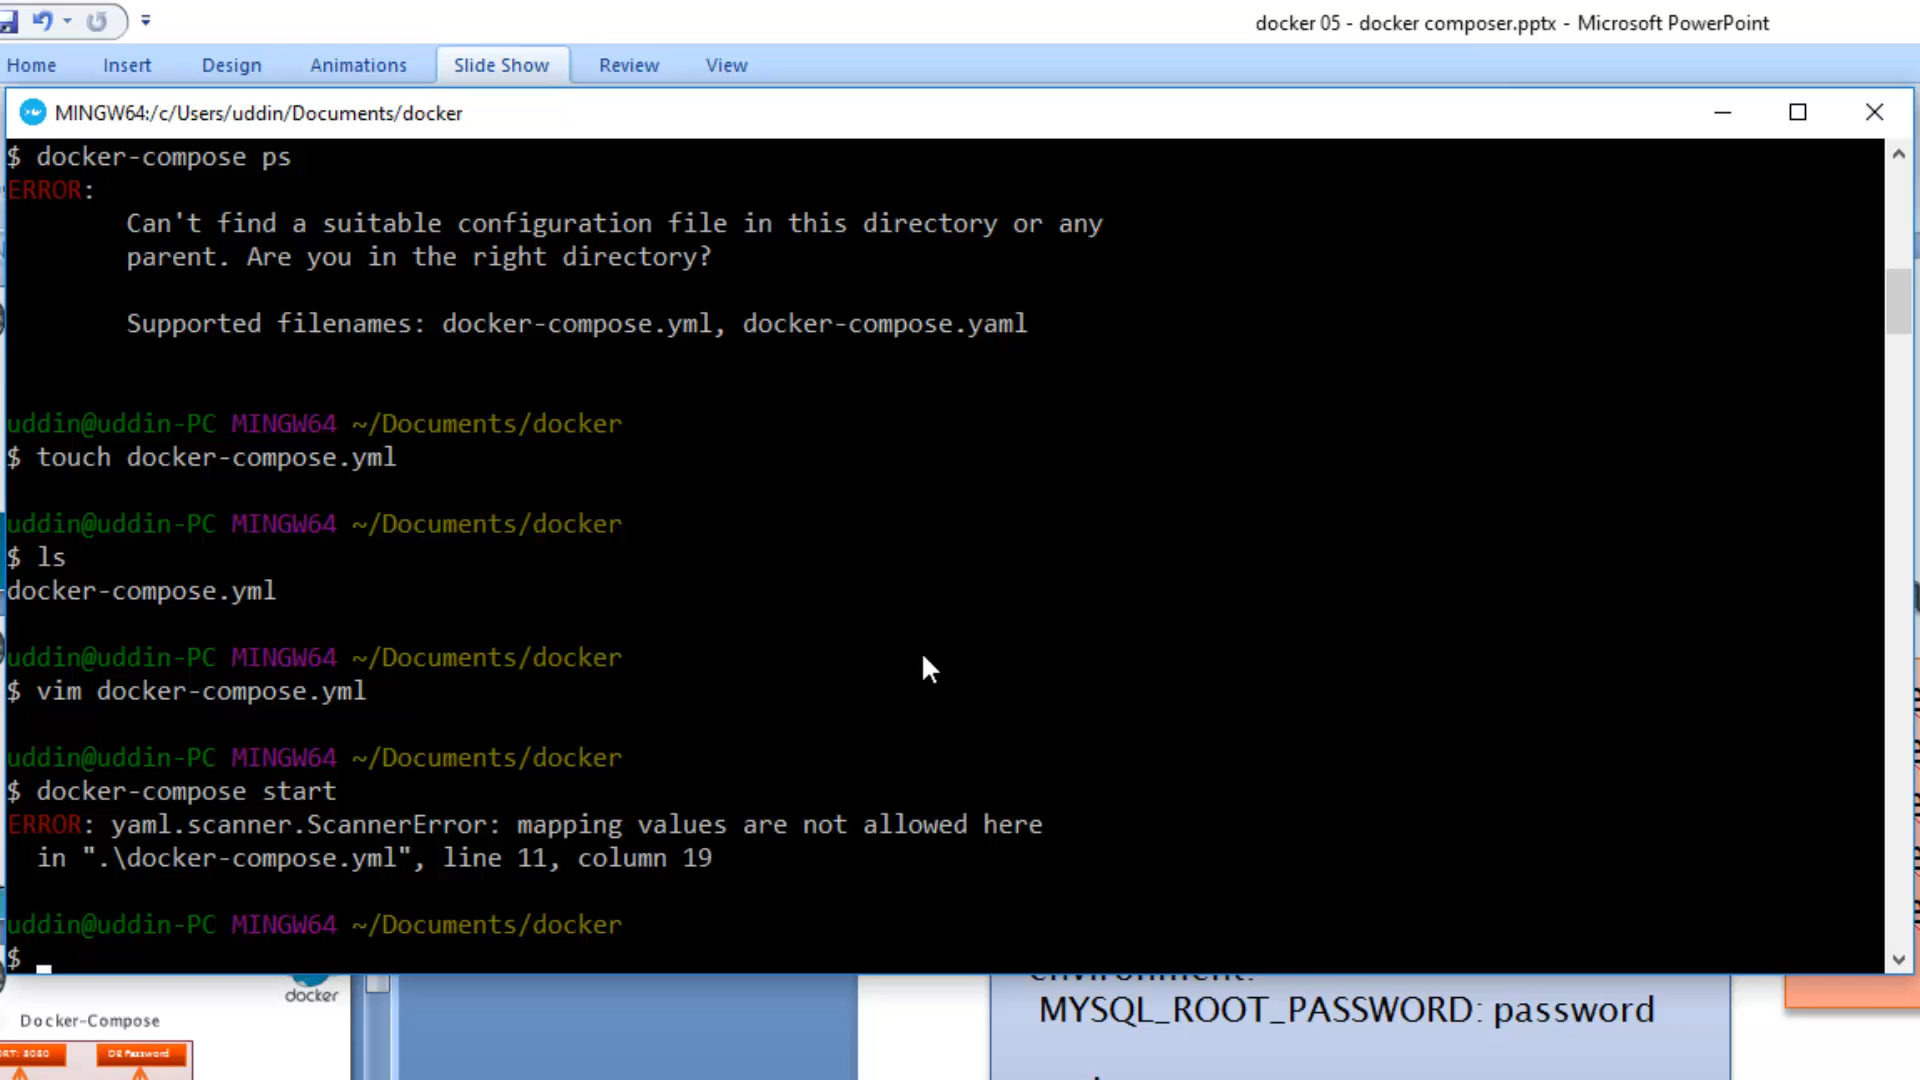 docker 05 - docker composer.pptx - Microsoft PowerPoint
Home Insert Design Animations Slide Show Review View
MINGW64:/c/Users/uddin/Documents/docker
$ docker-compose ps
ERROR:
Can't find a suitable configuration file in this directory or any
parent. Are you in the right directory?
Supported filenames: docker-compose.yml, docker-compose.yaml
uddin@uddin-PC MINGW64 ~/Documents/docker
$ touch docker-compose.yml
uddin@uddin-PC MINGW64 ~/Documents/docker
$ ls
docker-compose.yml
uddin@uddin-PC MINGW64 ~/Documents/docker
$ vim docker-compose.yml
uddin@uddin-PC MINGW64 ~/Documents/docker
$ docker-compose start
ERROR: yaml.scanner.ScannerError: mapping values are not allowed here
in ".\docker-compose.yml", line 11, column 19
uddin@uddin-PC MINGW64 ~/Documents/docker
$
environment:
MYSQL_ROOT_PASSWORD: password
docker
Docker-Compose
DB Password